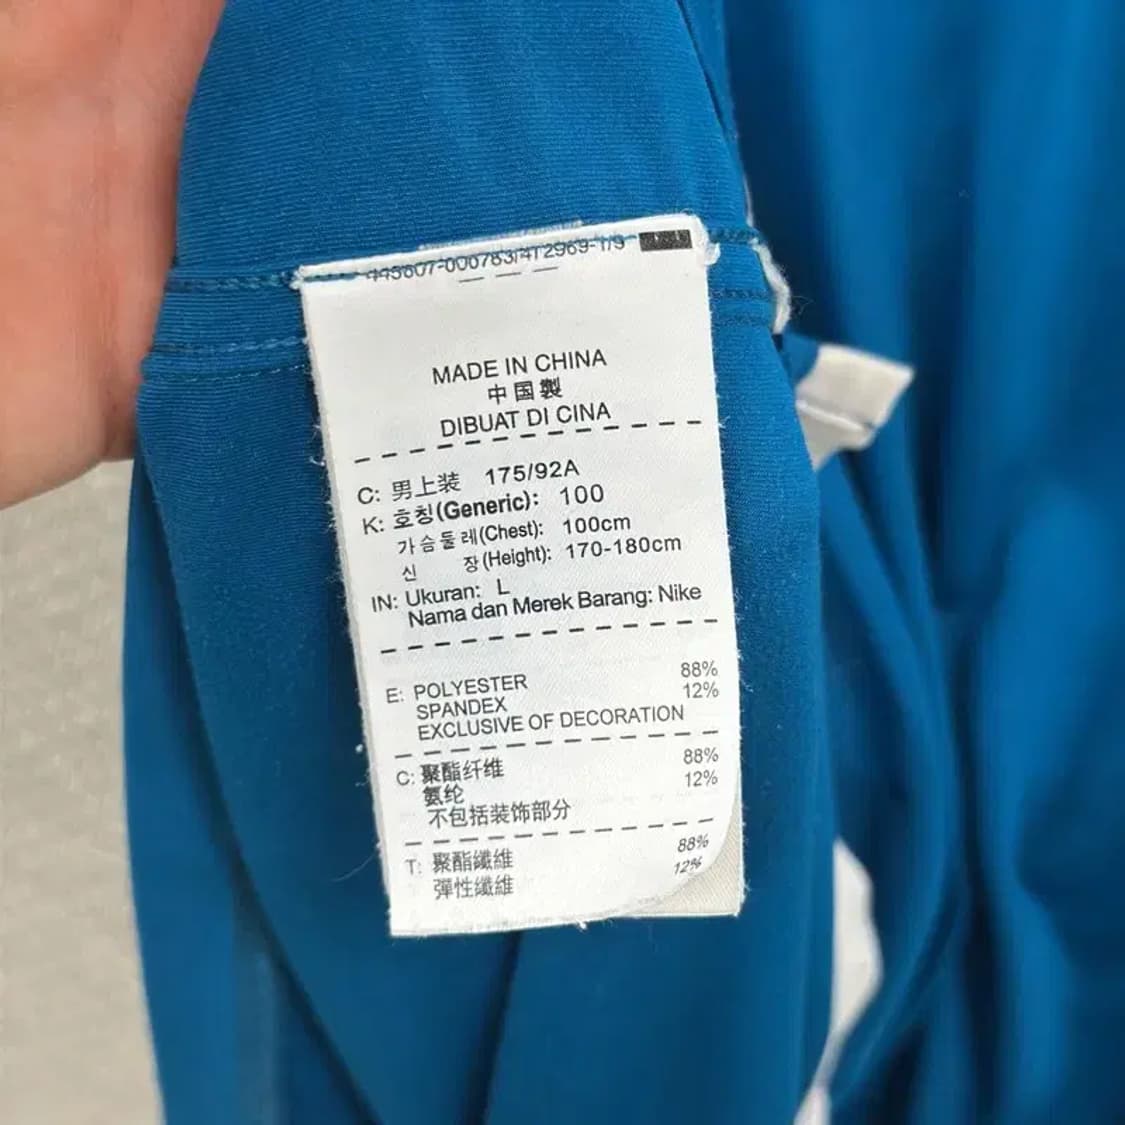 MADE IN CHINA
中国製
DIBUAT DI CINA
C: 男上装 175/92A
K: 호칭(Generic): 100
가슴둘레(Chest): 100cm
신 장(Height): 170-180cm
IN: Ukuran: L
Nama dan Merek Barang: Nike
E: POLYESTER 88%
SPANDEX 12%
EXCLUSIVE OF DECORATION
C: 聚酯纤维 88%
氨纶 12%
不包括装饰部分
T: 聚酯纖維 88%
彈性纖維 12%